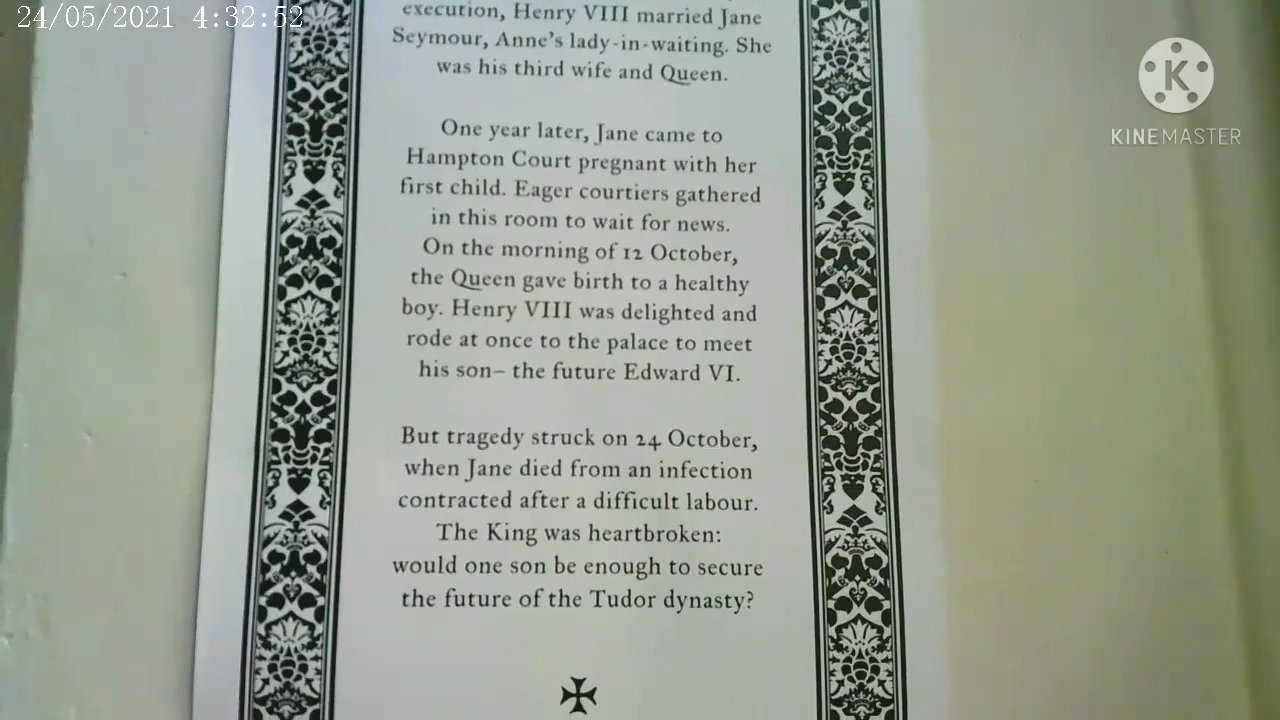 24/05/2021 4:32:52
KINEMASTER
execution, Henry VIII married Jane
Seymour, Anne's lady-in-waiting. She
was his third wife and Queen.
One year later, Jane came to
Hampton Court pregnant with her
first child. Eager courtiers gathered
in this room to wait for news.
On the morning of 12 October,
the Queen gave birth to a healthy
boy. Henry VIII was delighted and
rode at once to the palace to meet
his son– the future Edward VI.
But tragedy struck on 24 October,
when Jane died from an infection
contracted after a difficult labour.
The King was heartbroken:
would one son be enough to secure
the future of the Tudor dynasty?